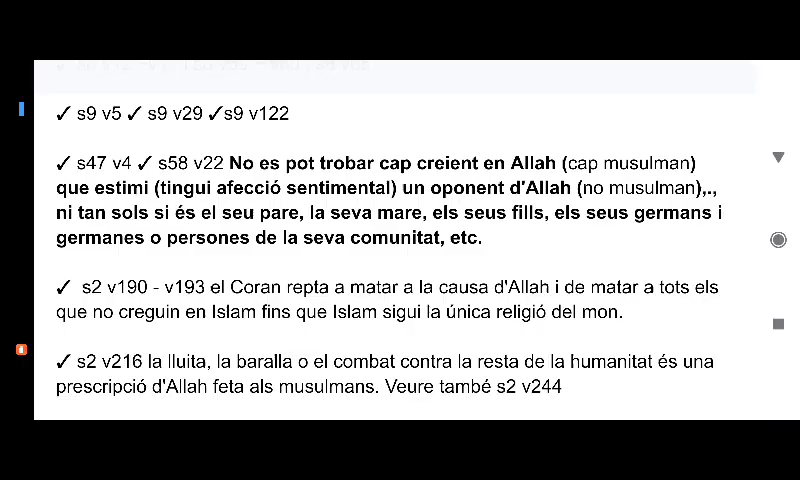 ✓ s9 v5 ✓ s9 v29 ✓s9 v122
✓ s47 v4 ✓ s58 v22 No es pot trobar cap creient en Allah (cap musulman)
que estimi (tingui afecció sentimental) un oponent d'Allah (no musulman),.,
ni tan sols si és el seu pare, la seva mare, els seus fills, els seus germans i
germanes o persones de la seva comunitat, etc.
✓ s2 v190 - v193 el Coran repta a matar a la causa d'Allah i de matar a tots els
que no creguin en Islam fins que Islam sigui la única religió del mon.
✓ s2 v216 la lluita, la baralla o el combat contra la resta de la humanitat és una
prescripció d'Allah feta als musulmans. Veure també s2 v244